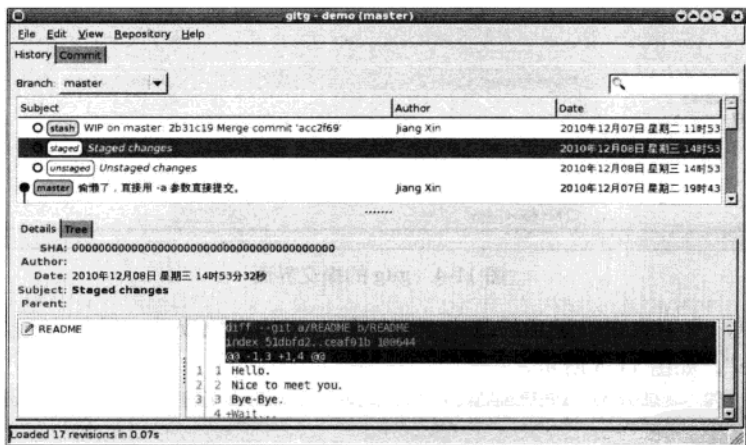 gitg - demo (master)
File Edit View Repository Help
History Commit
Branch: master
Subject Author Date
stash WIP on master: 2b31c19 Merge commit 'acc2f69' Jiang Xin 2010年12月07日 星期二 11时53
staged Staged changes 2010年12月08日 星期三 14时53
unstaged Unstaged changes 2010年12月08日 星期三 14时53
master 偷懒了，直接用 -a 参数直接提交。 Jiang Xin 2010年12月07日 星期二 19时43
Details Tree
SHA: 0000000000000000000000000000000000000000
Author:
Date: 2010年12月08日 星期三 14时53分32秒
Subject: Staged changes
Parent:
README
diff --git a/README b/README
index 51dbfd2..ceaf01b 100644
@@ -1,3 +1,4 @@
1 1 Hello.
2 2 Nice to meet you.
3 3 Bye-Bye.
4 +Wait...
Loaded 17 revisions in 0.07s